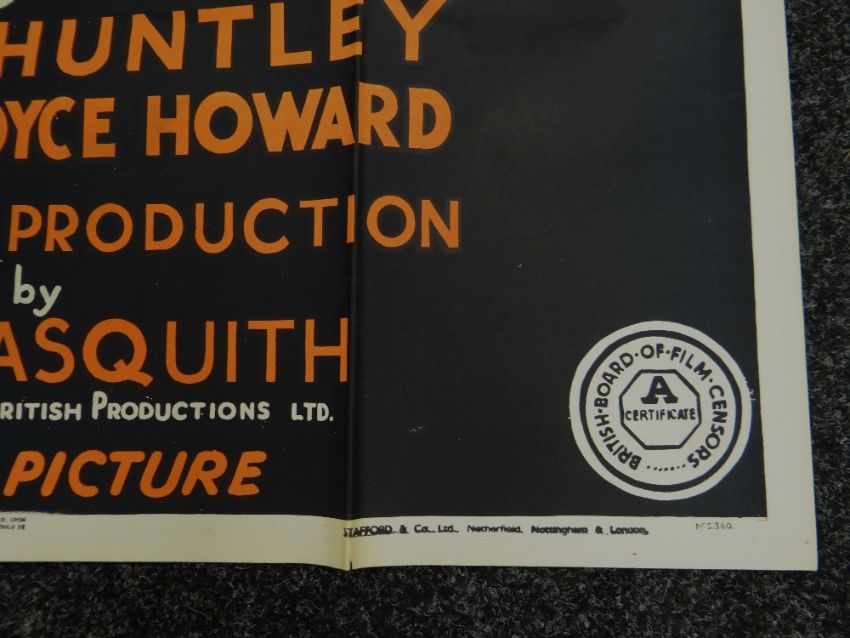 HUNTLEY
OYCE HOWARD
PRODUCTION
by
ASQUITH
RITISH PRODUCTIONS LTD.
PICTURE
BRITISH·BOARD·OF·FILM·CENSORS
A
CERTIFICATE
STAFFORD & Co. Ltd., Netherfield, Nottingham & London.